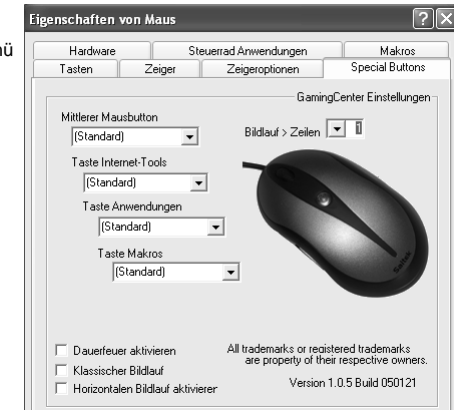 Eigenschaften von Maus
nü
Hardware Steuerrad Anwendungen Makros
Tasten Zeiger Zeigeroptionen Special Buttons
GamingCenter Einstellungen
Mittlerer Mausbutton
(Standard)
Bildlauf > Zeilen 1
Taste Internet-Tools
(Standard)
Taste Anwendungen
(Standard)
Taste Makros
(Standard)
Saitek
Dauerfeuer aktivieren
Klassischer Bildlauf
Horizontalen Bildlauf aktivierer
All trademarks or registered trademarks
are property of their respective owners.
Version 1.0.5 Build 050121